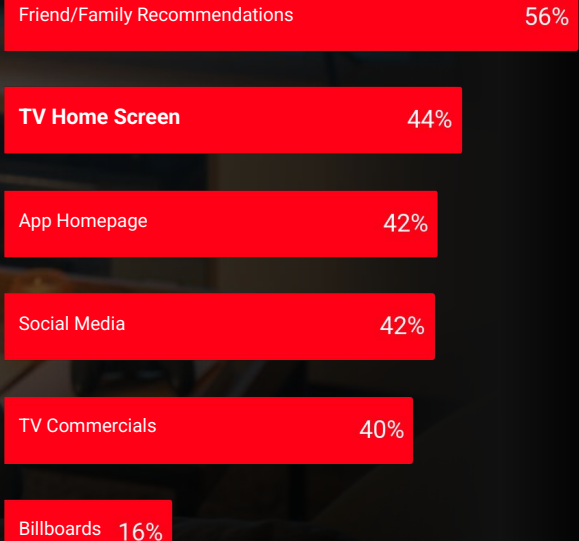 Friend/Family Recommendations 56%
TV Home Screen 44%
App Homepage 42%
Social Media 42%
TV Commercials 40%
Billboards 16%